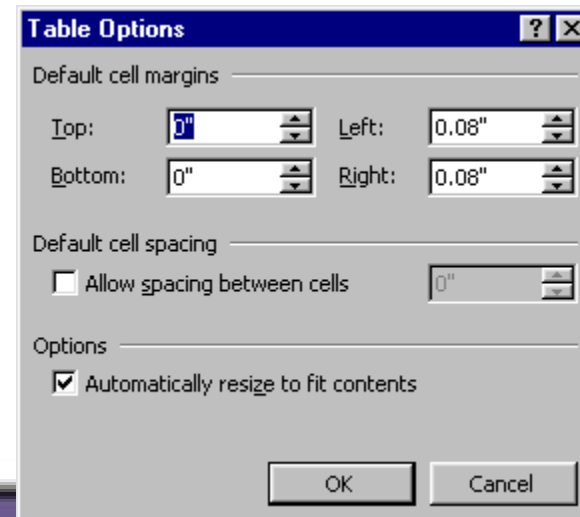 Table Options ? X
Default cell margins
Top: 0" Left: 0.08"
Bottom: 0" Right: 0.08"
Default cell spacing
Allow spacing between cells 0"
Options
Automatically resize to fit contents
OK Cancel